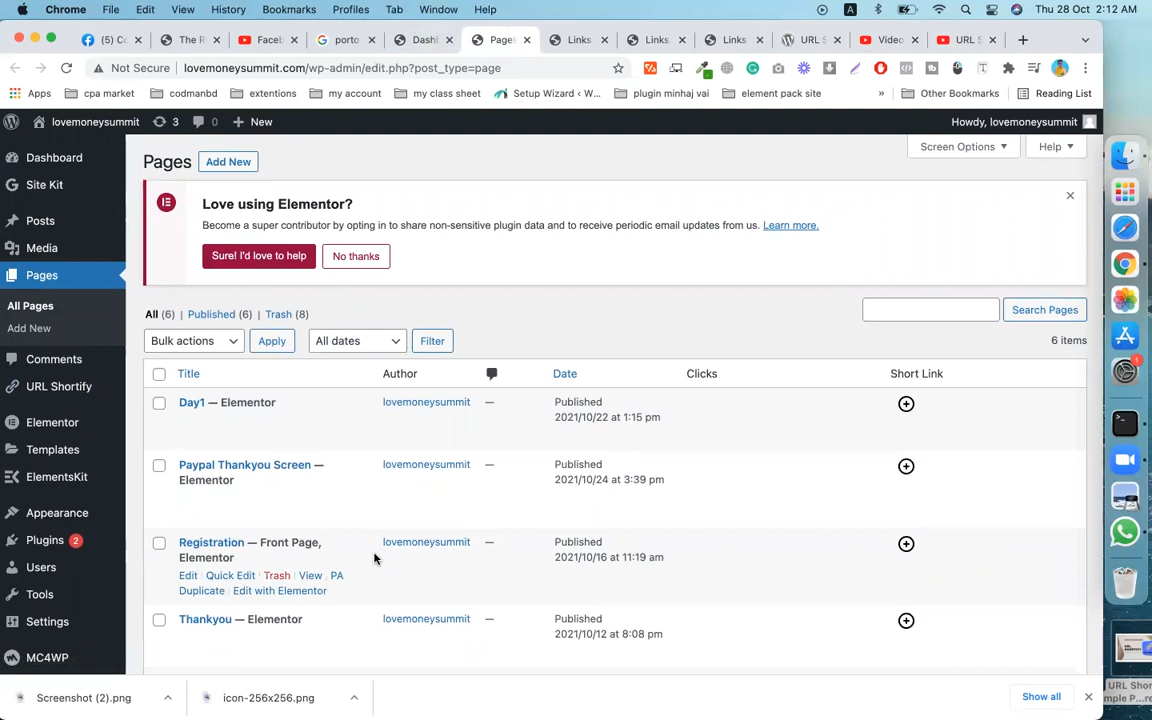 Chrome File Edit View History Bookmarks Profiles Tab Window Help A Thu 28 Oct 2:12 AM
(5) Co The R Faceb porto Dashb Pages Links Links Links URL S Video URL S
Not Secure lovemoneysummit.com/wp-admin/edit.php?post_type=page
Apps cpa market codmanbd extentions my account my class sheet Setup Wizard ‹ W... plugin minhaj vai element pack site » Other Bookmarks Reading List
lovemoneysummit 3 0 New Howdy, lovemoneysummit
Screen Options Help
Pages Add New
Dashboard
Site Kit
Posts
Media
Pages
All Pages
Add New
Comments
URL Shortify
Elementor
Templates
ElementsKit
Appearance
Plugins 2
Users
Tools
Settings
MC4WP
Love using Elementor?
Become a super contributor by opting in to share non-sensitive plugin data and to receive periodic email updates from us. Learn more.
Sure! I'd love to help No thanks
All (6) | Published (6) | Trash (8)
Search Pages
Bulk actions Apply All dates Filter 6 items
Title Author Date Clicks Short Link
Day1 — Elementor lovemoneysummit — Published
2021/10/22 at 1:15 pm
Paypal Thankyou Screen — lovemoneysummit — Published
Elementor 2021/10/24 at 3:39 pm
Registration — Front Page, lovemoneysummit — Published
Elementor 2021/10/16 at 11:19 am
Edit Quick Edit Trash View PA
Duplicate Edit with Elementor
Thankyou — Elementor lovemoneysummit — Published
2021/10/12 at 8:08 pm
Screenshot (2).png icon-256x256.png Show all
1
URL Shor